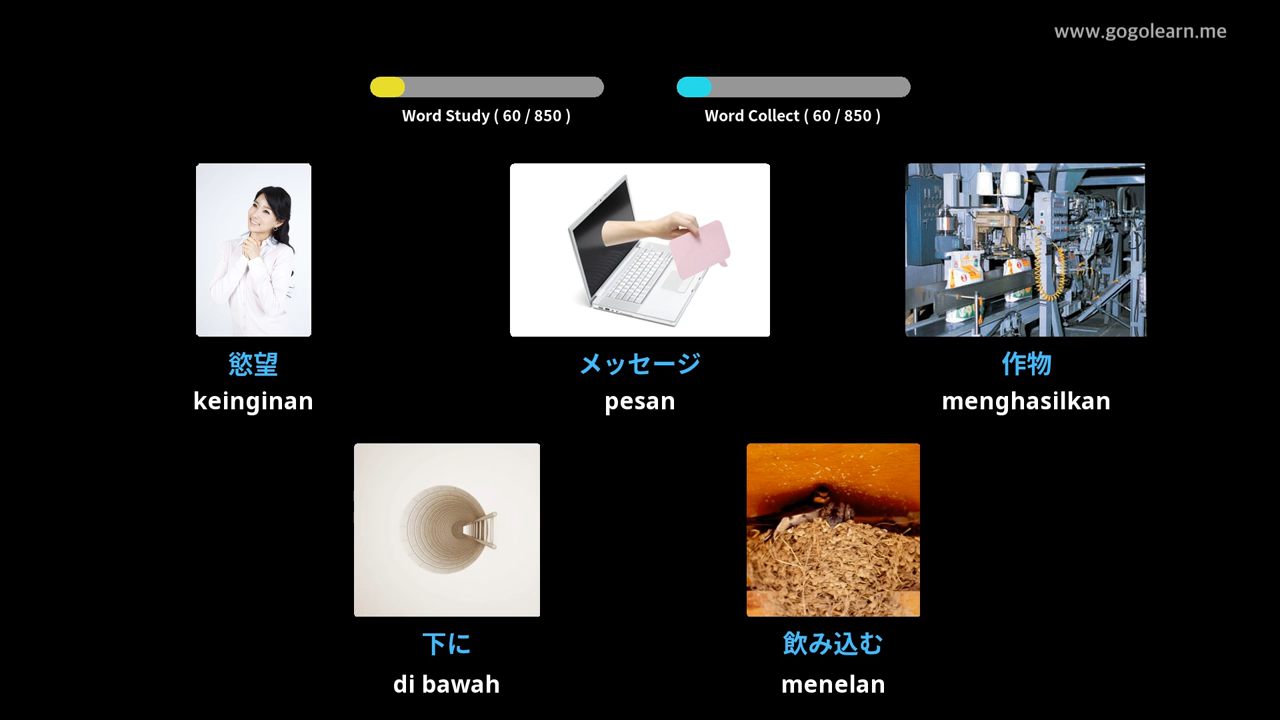 www.gogolearn.me
Word Study ( 60 / 850 )
Word Collect ( 60 / 850 )
慾望
keinginan
メッセージ
pesan
作物
menghasilkan
下に
di bawah
飲み込む
menelan